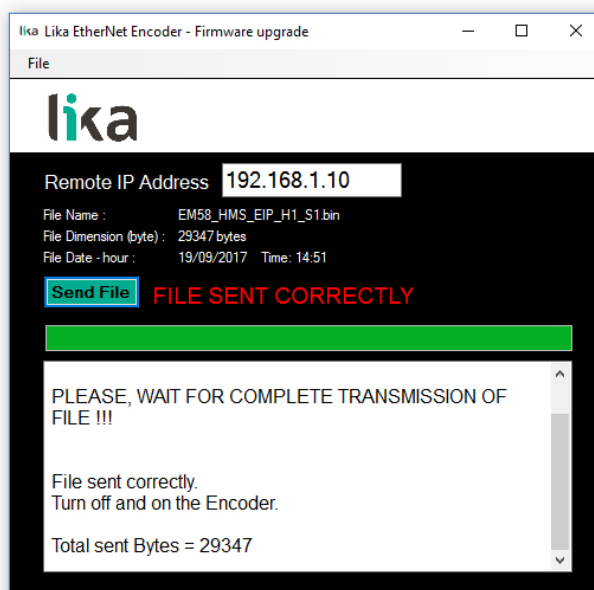 lika Lika EtherNet Encoder - Firmware upgrade
File
lika
Remote IP Address 192.168.1.10
File Name : EM58_HMS_EIP_H1_S1.bin
File Dimension (byte) : 29347 bytes
File Date - hour : 19/09/2017 Time: 14:51
Send File FILE SENT CORRECTLY
PLEASE, WAIT FOR COMPLETE TRANSMISSION OF
FILE !!!
File sent correctly.
Turn off and on the Encoder.
Total sent Bytes = 29347